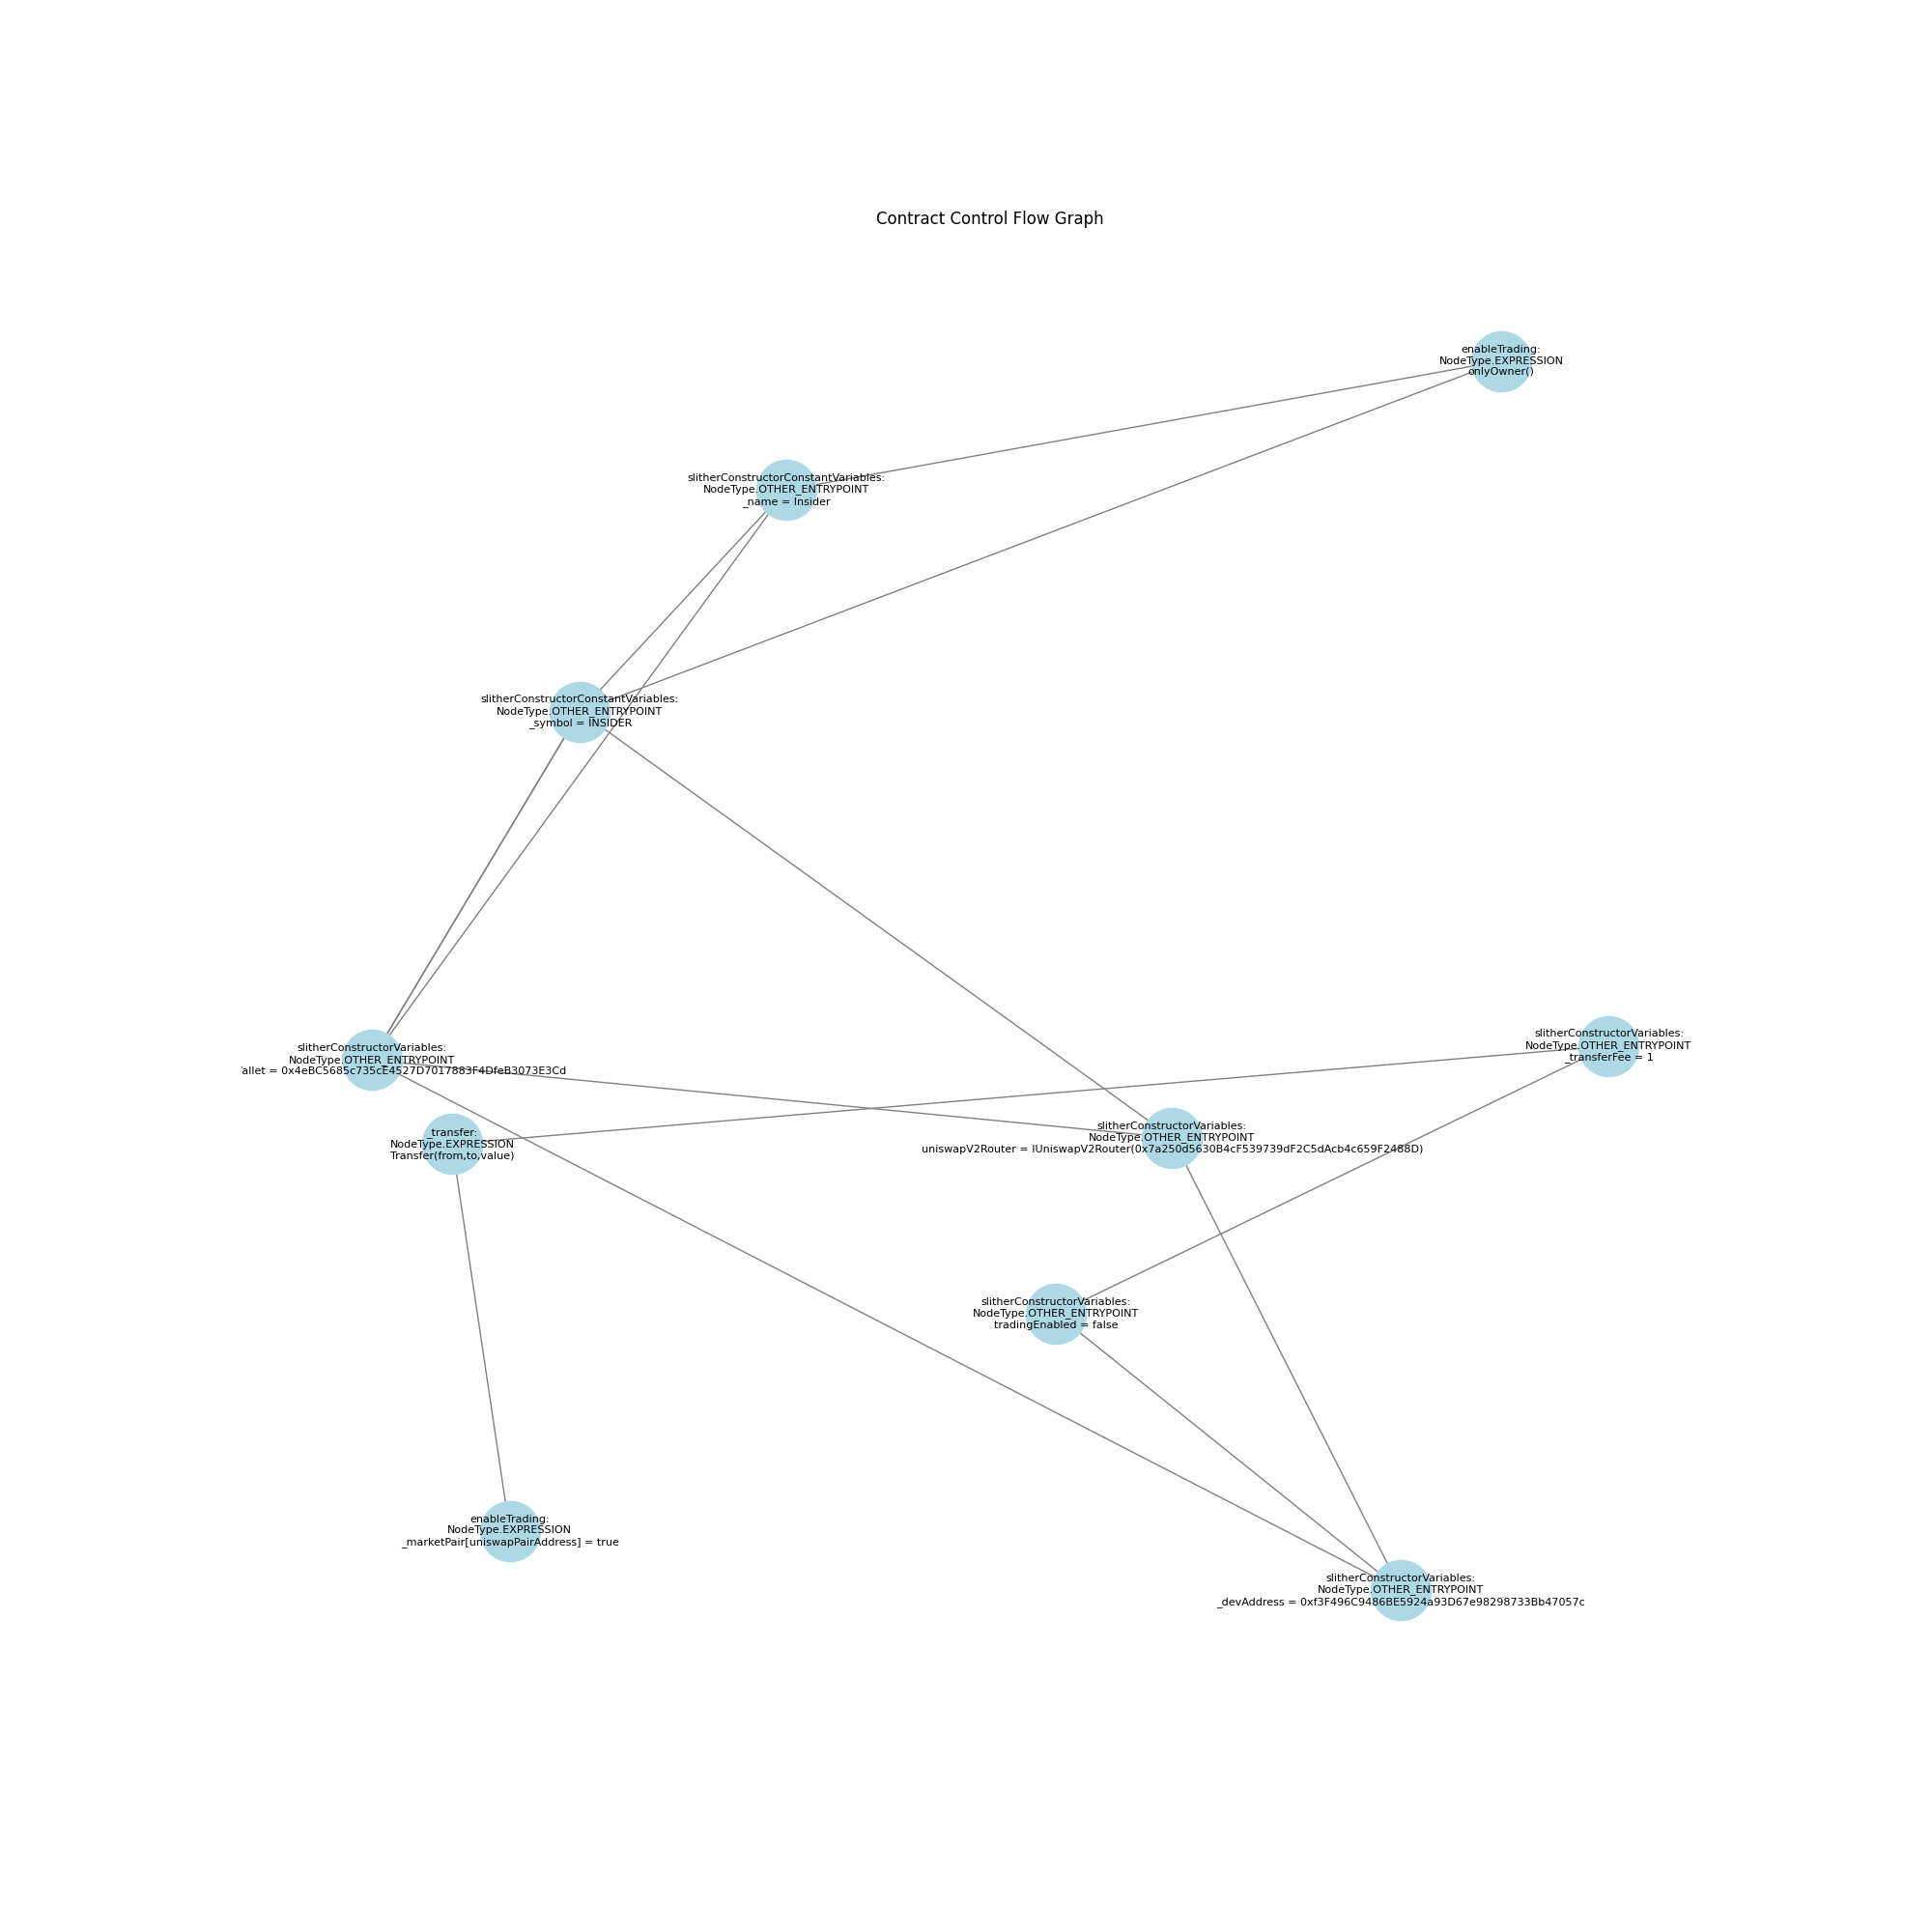 Contract Control Flow Graph
enableTrading:
NodeType.EXPRESSION
onlyOwner()
slitherConstructorConstantVariables:
NodeType.OTHER_ENTRYPOINT
_name = Insider
slitherConstructorConstantVariables:
NodeType.OTHER_ENTRYPOINT
_symbol = INSIDER
slitherConstructorVariables:
NodeType.OTHER_ENTRYPOINT
_transferFee = 1
slitherConstructorVariables:
NodeType.OTHER_ENTRYPOINT
allet = 0x4eBC5685c735cE4527D7017883F4DfeB3073E3Cd
slitherConstructorVariables:
NodeType.OTHER_ENTRYPOINT
uniswapV2Router = IUniswapV2Router(0x7a250d5630B4cF539739dF2C5dAcb4c659F2488D)
_transfer:
NodeType.EXPRESSION
Transfer(from,to,value)
slitherConstructorVariables:
NodeType.OTHER_ENTRYPOINT
tradingEnabled = false
enableTrading:
NodeType.EXPRESSION
_marketPair[uniswapPairAddress] = true
slitherConstructorVariables:
NodeType.OTHER_ENTRYPOINT
_devAddress = 0xf3F496C9486BE5924a93D67e98298733Bb47057c